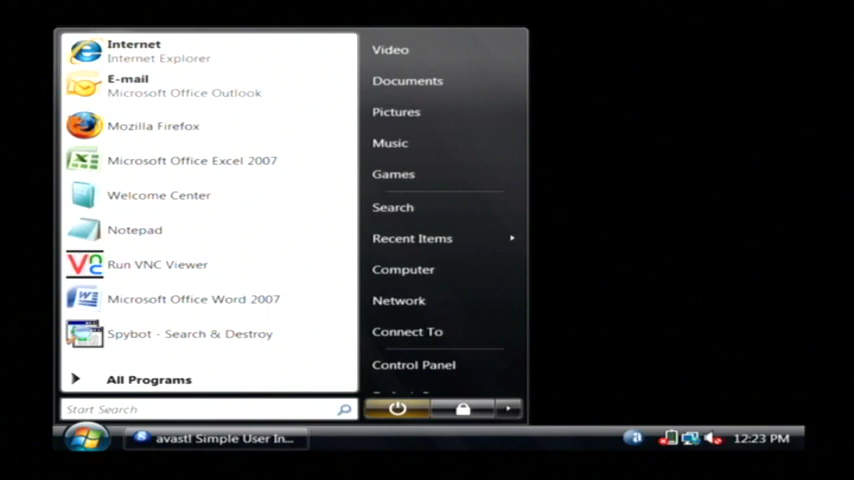 Internet
Internet Explorer
E-mail
Microsoft Office Outlook
Mozilla Firefox
Microsoft Office Excel 2007
Welcome Center
Notepad
Run VNC Viewer
Microsoft Office Word 2007
Spybot - Search & Destroy
All Programs
Start Search
Video
Documents
Pictures
Music
Games
Search
Recent Items
Computer
Network
Connect To
Control Panel
avast! Simple User In...
12:23 PM